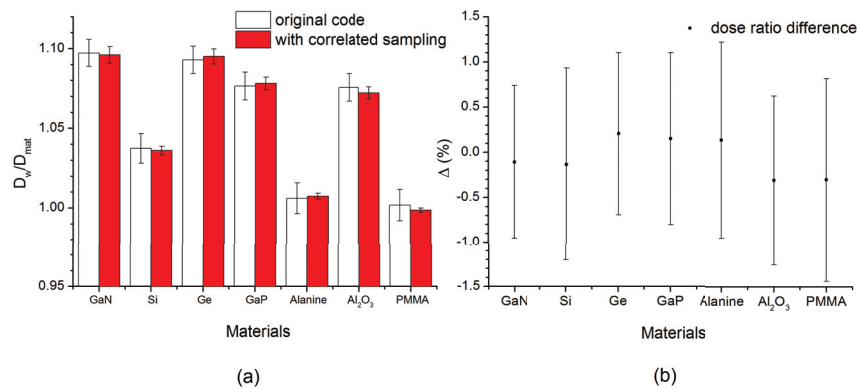 (a)
original code
with correlated sampling
D_w/D_mat
1.10
1.05
1.00
0.95
GaN Si Ge GaP Alanine Al₂O₃ PMMA
Materials
(a)
(b)
dose ratio difference
Δ (%)
1.5
1.0
0.5
0.0
-0.5
-1.0
-1.5
GaN Si Ge GaP Alanine Al₂O₃ PMMA
Materials
(b)